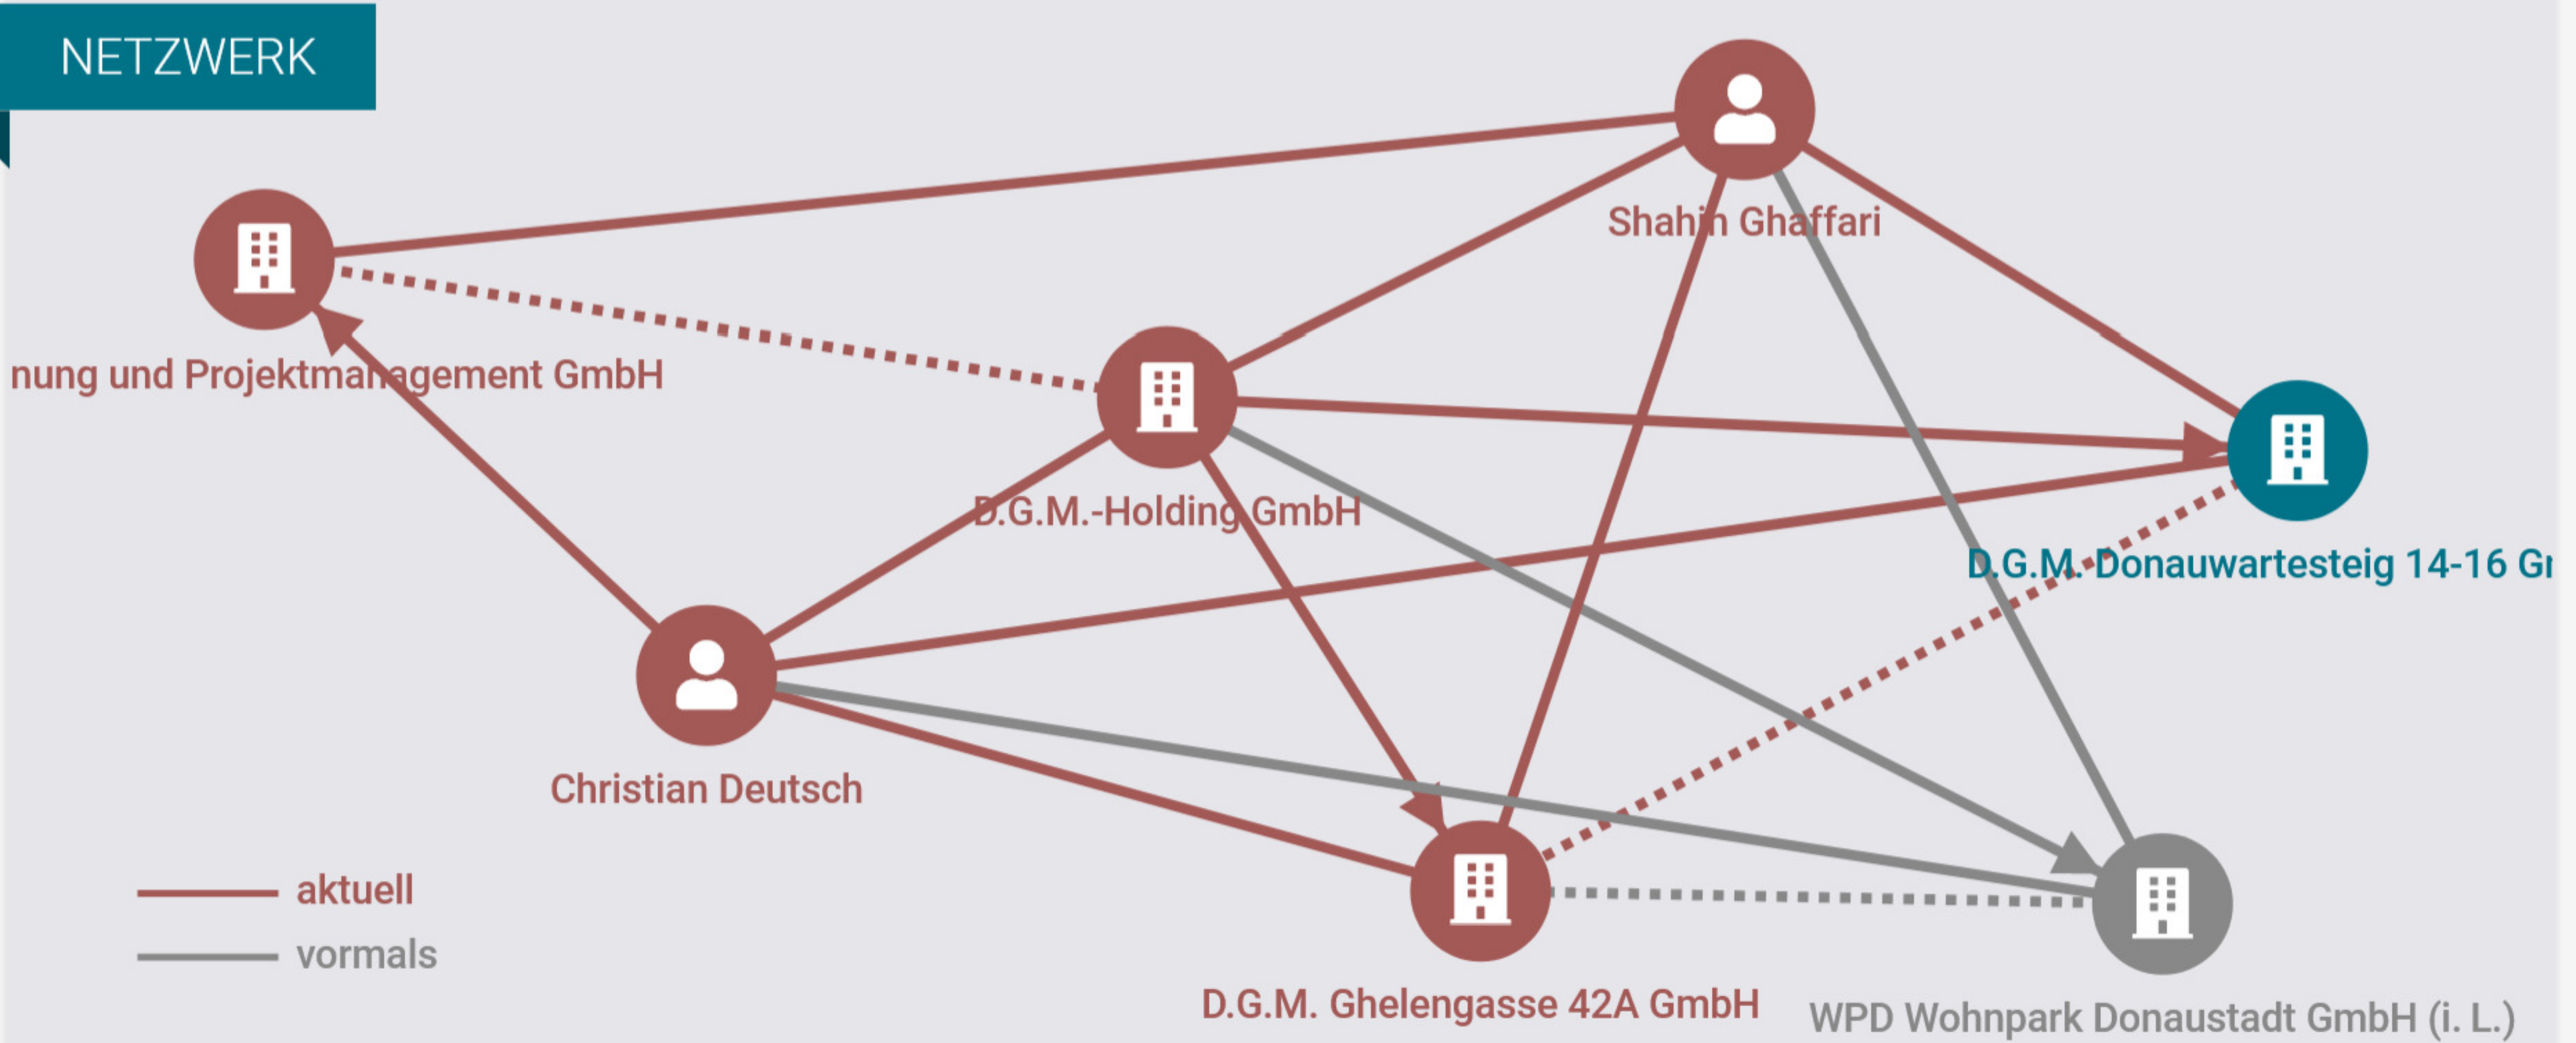 NETZWERK
Shahin Ghaffari
nung und Projektmanagement GmbH
D.G.M.-Holding GmbH
D.G.M. Donauwartesteig 14-16
Christian Deutsch
aktuell
vormals
D.G.M. Ghelengasse 42A GmbH
WPD Wohnpark Donaustadt GmbH (i. L.)